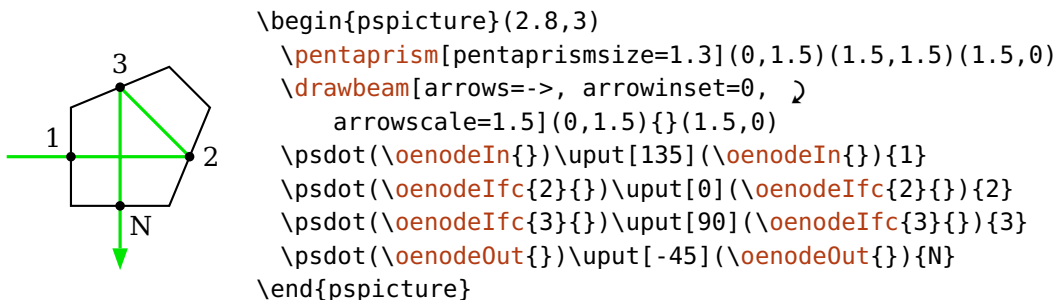 3
1
2
N
\begin{pspicture}(2.8,3)
\pentaprism[pentaprismsize=1.3](0,1.5)(1.5,1.5)(1.5,0)
\drawbeam[arrows=->, arrowinset=0,
arrowscale=1.5](0,1.5){}(1.5,0)
\psdot(\oenodeIn{})\uput[135](\oenodeIn{}){1}
\psdot(\oenodeIfc{2}{})\uput[0](\oenodeIfc{2}{}){2}
\psdot(\oenodeIfc{3}{})\uput[90](\oenodeIfc{3}{}){3}
\psdot(\oenodeOut{})\uput[-45](\oenodeOut{}){N}
\end{pspicture}